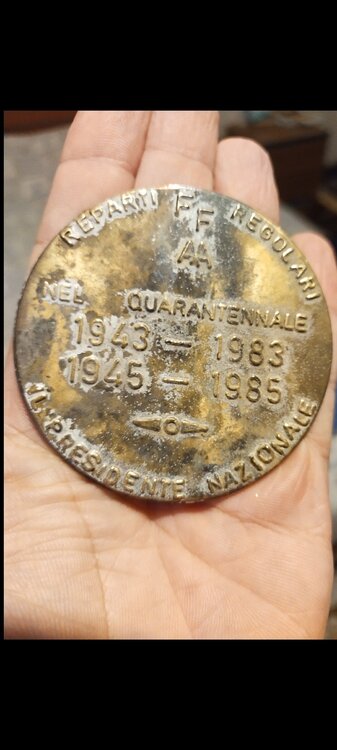 REPARTI FF AA REGOLARI
NEL QUARANTENNALE
1943 - 1983
1945 - 1985
IL PRESIDENTE NAZIONALE